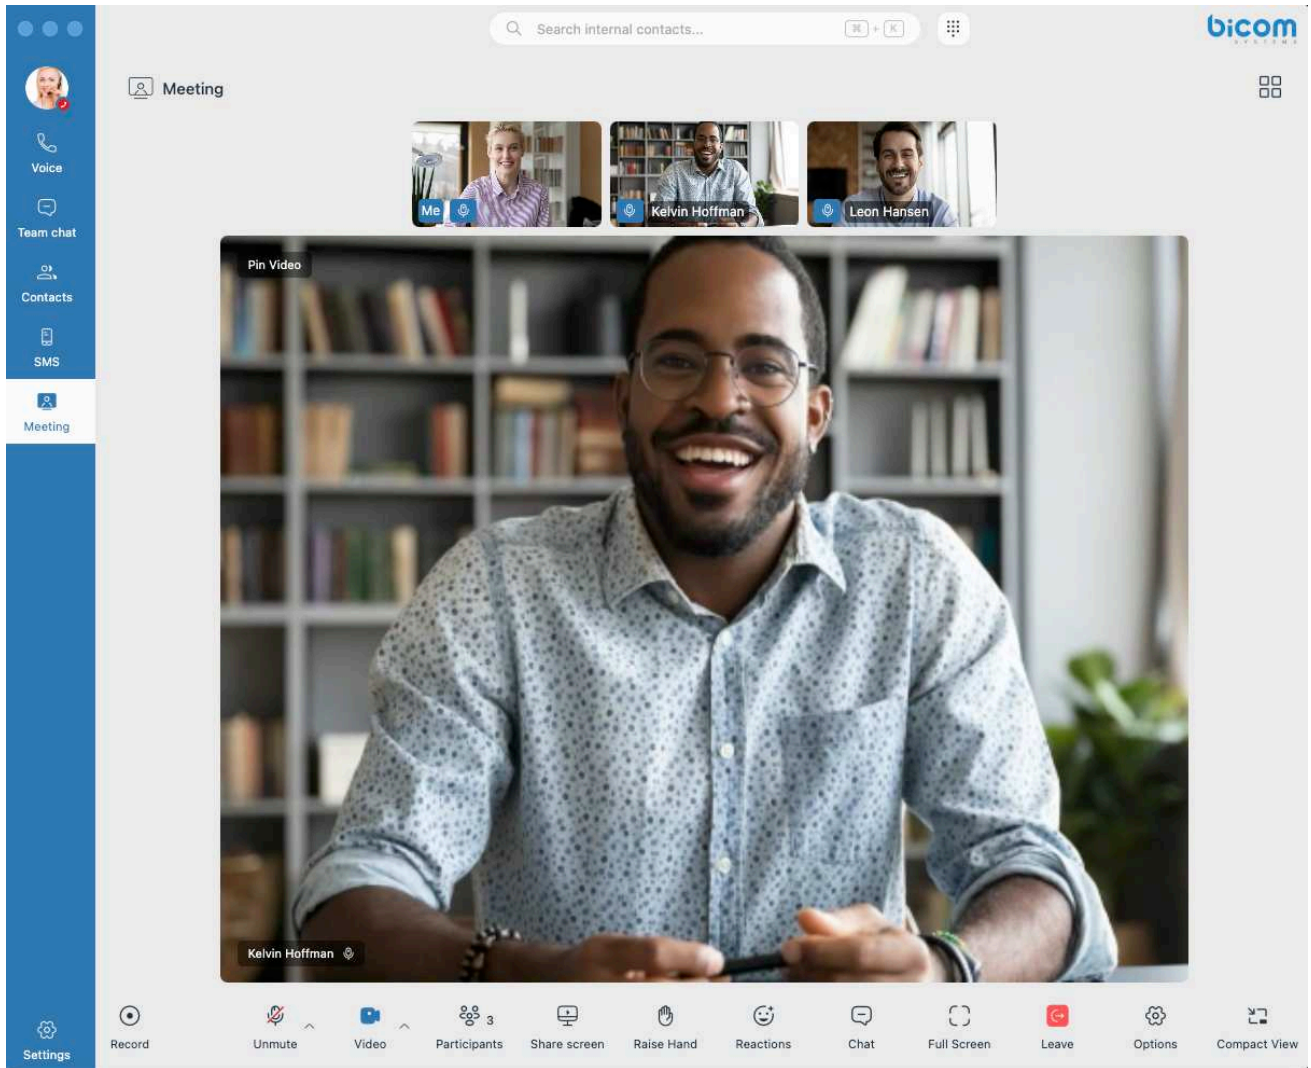 Search internal contacts...
⌘ + K
bicom
SYSTEMS
Meeting
Voice
Team chat
Contacts
SMS
Meeting
Settings
Me
Kelvin Hoffman
Leon Hansen
Pin Video
Kelvin Hoffman
Record
Unmute
Video
3
Participants
Share screen
Raise Hand
Reactions
Chat
Full Screen
Leave
Options
Compact View